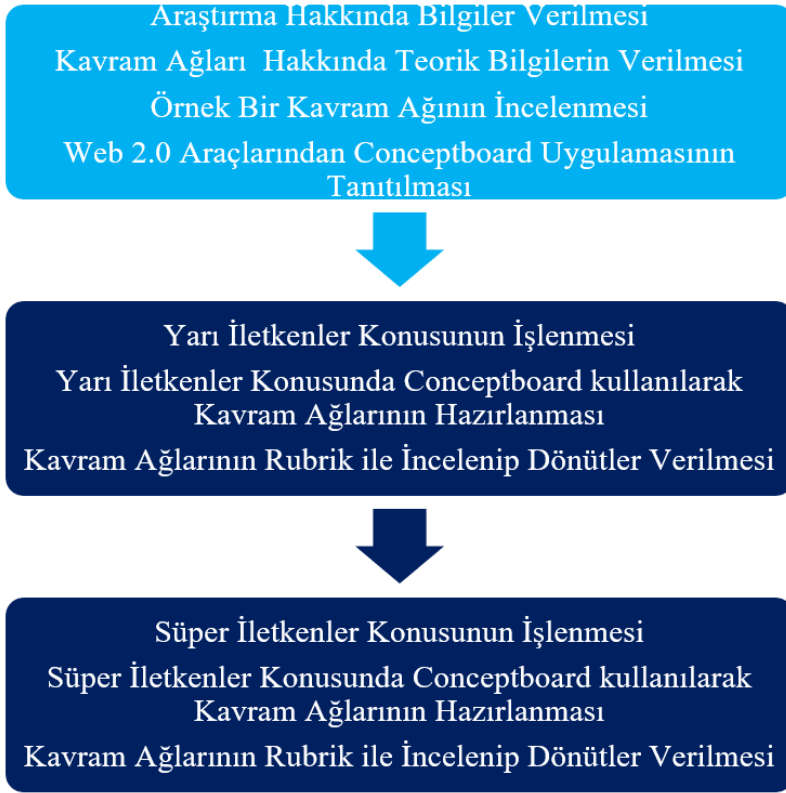 Araştırma Hakkında Bilgiler Verilmesi
Kavram Ağları  Hakkında Teorik Bilgilerin Verilmesi
Örnek Bir Kavram Ağının İncelenmesi
Web 2.0 Araçlarından Conceptboard Uygulamasının
Tanıtılması
Yarı İletkenler Konusunun İşlenmesi
Yarı İletkenler Konusunda Conceptboard kullanılarak
Kavram Ağlarının Hazırlanması
Kavram Ağlarının Rubrik ile İncelenip Dönütler Verilmesi
Süper İletkenler Konusunun İşlenmesi
Süper İletkenler Konusunda Conceptboard kullanılarak
Kavram Ağlarının Hazırlanması
Kavram Ağlarının Rubrik ile İncelenip Dönütler Verilmesi